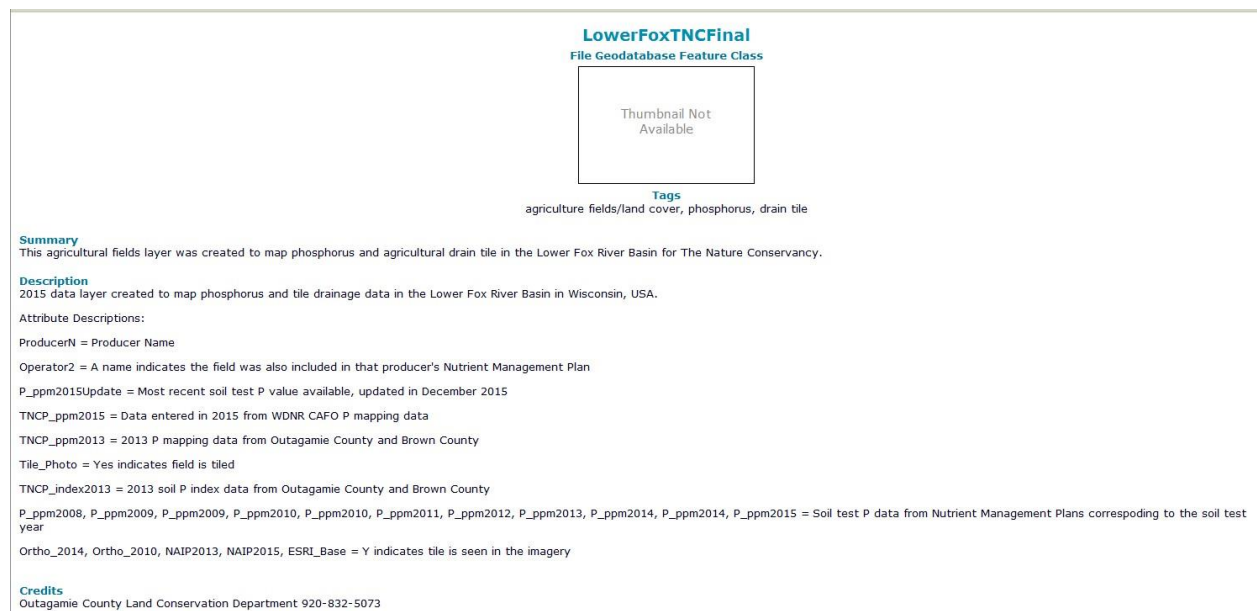 LowerFoxTNCFinal
File Geodatabase Feature Class
Thumbnail Not
Available
Tags
agriculture fields/land cover, phosphorus, drain tile
Summary
This agricultural fields layer was created to map phosphorus and agricultural drain tile in the Lower Fox River Basin for The Nature Conservancy.
Description
2015 data layer created to map phosphorus and tile drainage data in the Lower Fox River Basin in Wisconsin, USA.
Attribute Descriptions:
ProducerN = Producer Name
Operator2 = A name indicates the field was also included in that producer's Nutrient Management Plan
P_ppm2015Update = Most recent soil test P value available, updated in December 2015
TNCP_ppm2015 = Data entered in 2015 from WDNR CAFO P mapping data
TNCP_ppm2013 = 2013 P mapping data from Outagamie County and Brown County
Tile_Photo = Yes indicates field is tiled
TNCP_index2013 = 2013 soil P index data from Outagamie County and Brown County
P_ppm2008, P_ppm2009, P_ppm2009, P_ppm2010, P_ppm2010, P_ppm2011, P_ppm2012, P_ppm2013, P_ppm2014, P_ppm2014, P_ppm2015 = Soil test P data from Nutrient Management Plans correspoding to the soil test
year
Ortho_2014, Ortho_2010, NAIP2013, NAIP2015, ESRI_Base = Y indicates tile is seen in the imagery
Credits
Outagamie County Land Conservation Department 920-832-5073